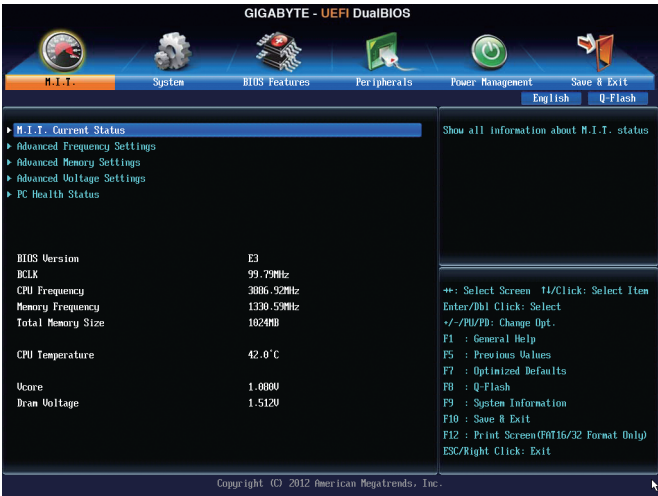 GIGABYTE - UEFI DualBIOS
M.I.T. System BIOS Features Peripherals Power Management Save & Exit
English Q-Flash
M.I.T. Current Status
Advanced Frequency Settings
Advanced Memory Settings
Advanced Voltage Settings
PC Health Status
BIOS Version E3
BCLK 99.79MHz
CPU Frequency 3886.92MHz
Memory Frequency 1330.59MHz
Total Memory Size 1024MB
CPU Temperature 42.0°C
Vcore 1.080V
Dram Voltage 1.512V
Show all information about M.I.T. status
→←: Select Screen ↑↓/Click: Select Item
Enter/Dbl Click: Select
+/-/PU/PD: Change Opt.
F1 : General Help
F5 : Previous Values
F7 : Optimized Defaults
F8 : Q-Flash
F9 : System Information
F10 : Save & Exit
F12 : Print Screen(FAT16/32 Format Only)
ESC/Right Click: Exit
Copyright (C) 2012 American Megatrends, Inc.